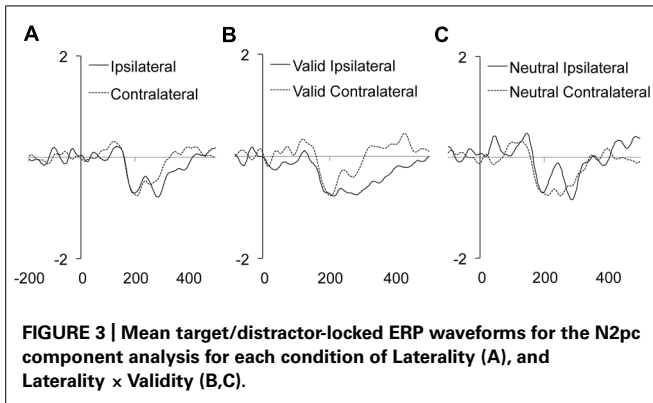 A
B
C
2
2
2
Ipsilateral
Contralateral
Valid Ipsilateral
Valid Contralateral
Neutral Ipsilateral
Neutral Contralateral
-2
-2
-2
-200 0 200 400
0 200 400
0 200 400
FIGURE 3 | Mean target/distractor-locked ERP waveforms for the N2pc
component analysis for each condition of Laterality (A), and
Laterality × Validity (B,C).